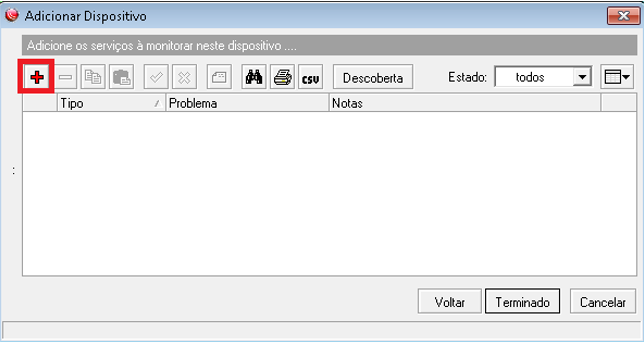 Adicionar Dispositivo
Adicione os serviços à monitorar neste dispositivo ....
csv Descoberta Estado: todos
Tipo / Problema Notas
:
Voltar Terminado Cancelar